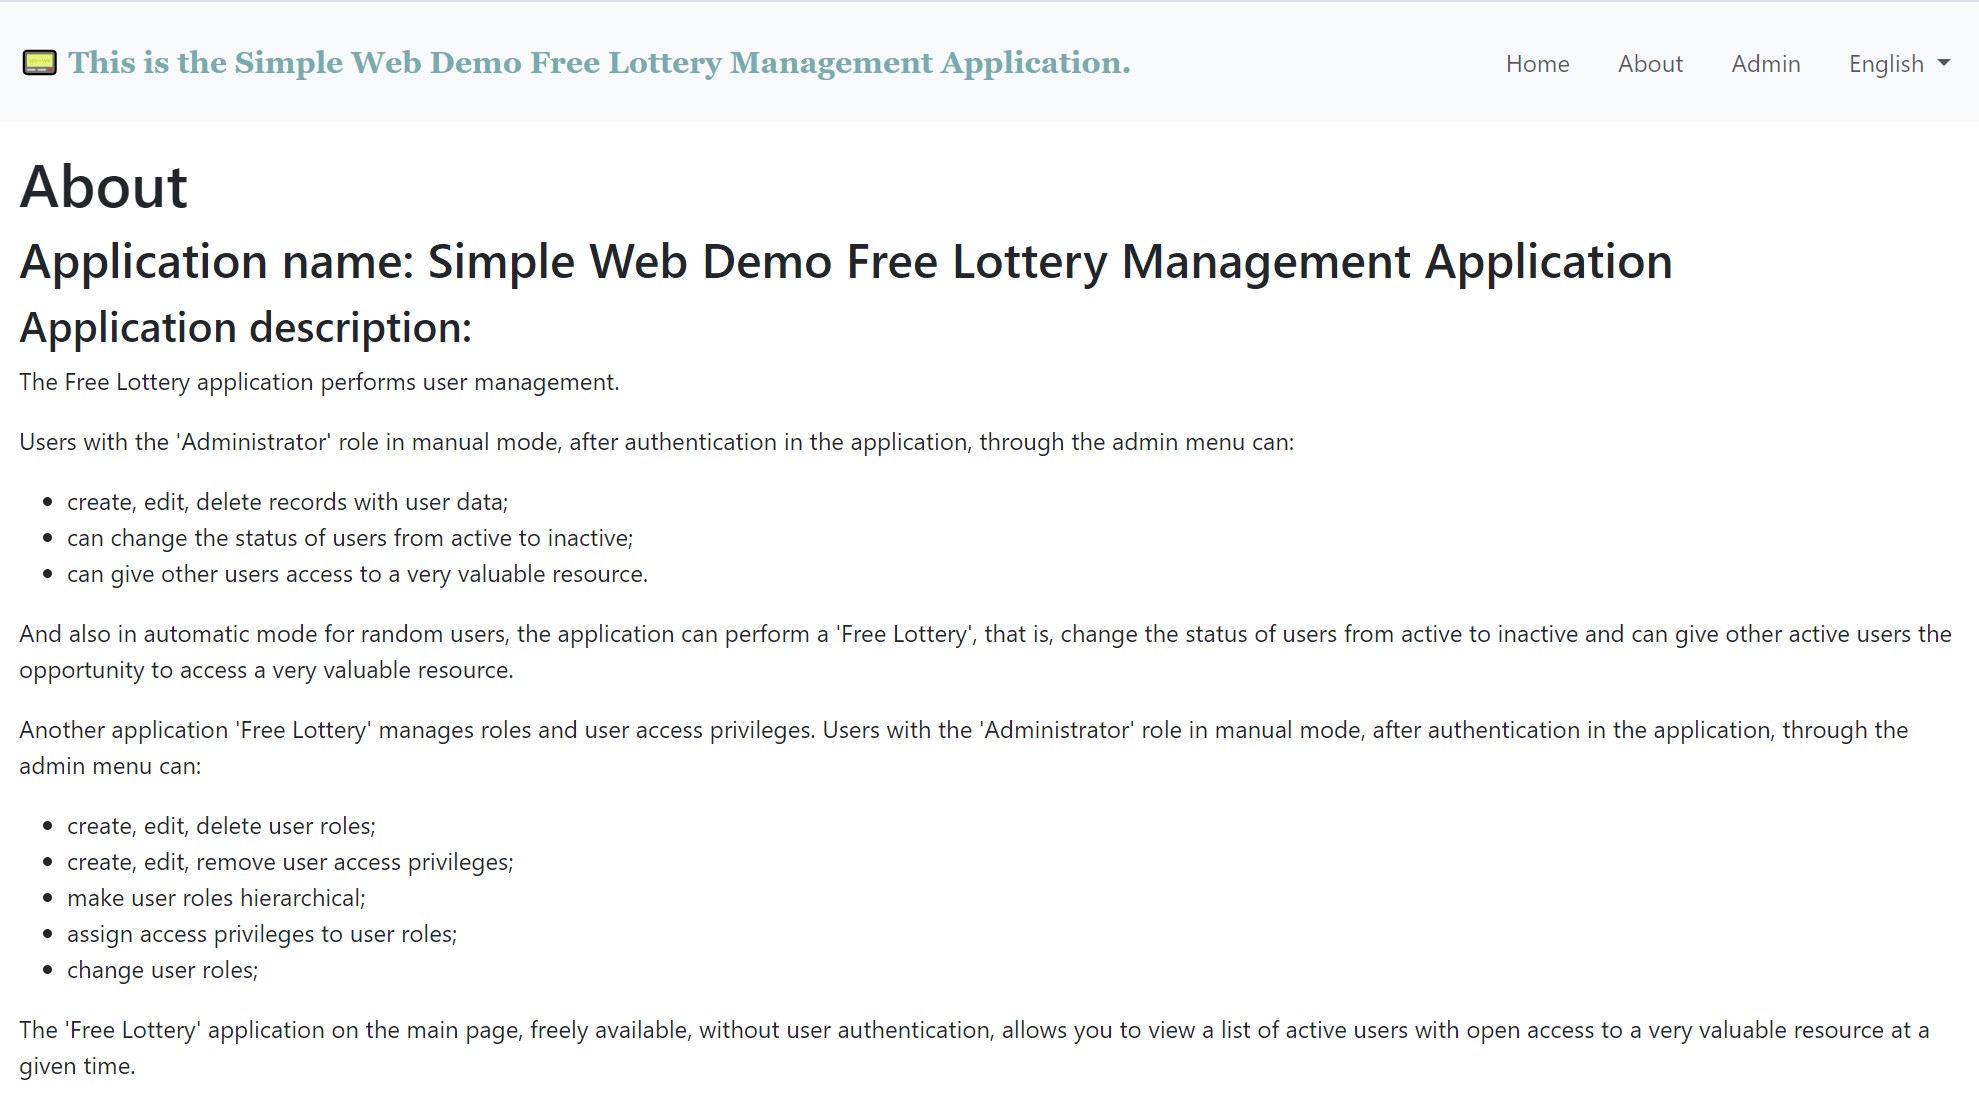 This is the Simple Web Demo Free Lottery Management Application.
Home About Admin English
About
Application name: Simple Web Demo Free Lottery Management Application
Application description:
The Free Lottery application performs user management.
Users with the 'Administrator' role in manual mode, after authentication in the application, through the admin menu can:
create, edit, delete records with user data;
can change the status of users from active to inactive;
can give other users access to a very valuable resource.
And also in automatic mode for random users, the application can perform a 'Free Lottery', that is, change the status of users from active to inactive and can give other active users the
opportunity to access a very valuable resource.
Another application 'Free Lottery' manages roles and user access privileges. Users with the 'Administrator' role in manual mode, after authentication in the application, through the
admin menu can:
create, edit, delete user roles;
create, edit, remove user access privileges;
make user roles hierarchical;
assign access privileges to user roles;
change user roles;
The 'Free Lottery' application on the main page, freely available, without user authentication, allows you to view a list of active users with open access to a very valuable resource at a
given time.